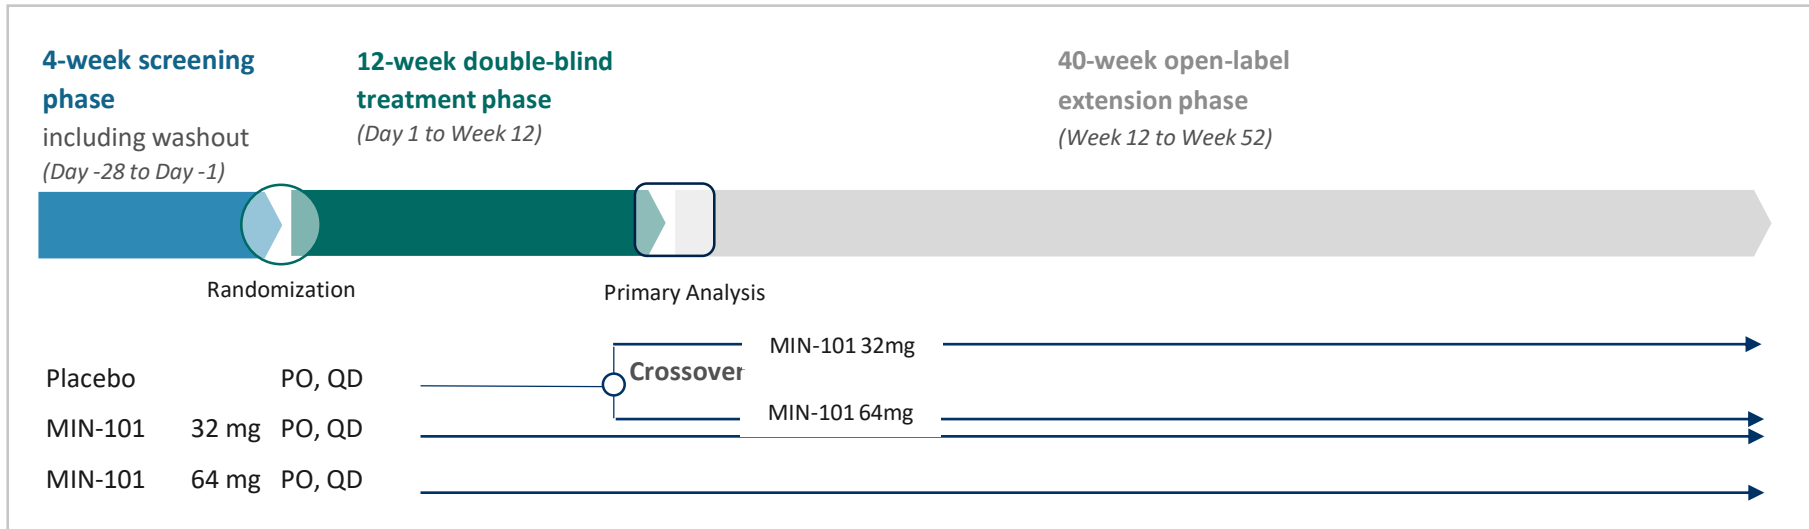 4-week screening
phase
including washout
(Day -28 to Day -1)
12-week double-blind
treatment phase
(Day 1 to Week 12)
40-week open-label
extension phase
(Week 12 to Week 52)
Randomization
Primary Analysis
MIN-101 32mg
Crossover
Placebo PO, QD
MIN-101 64mg
MIN-101 32 mg PO, QD
MIN-101 64 mg PO, QD